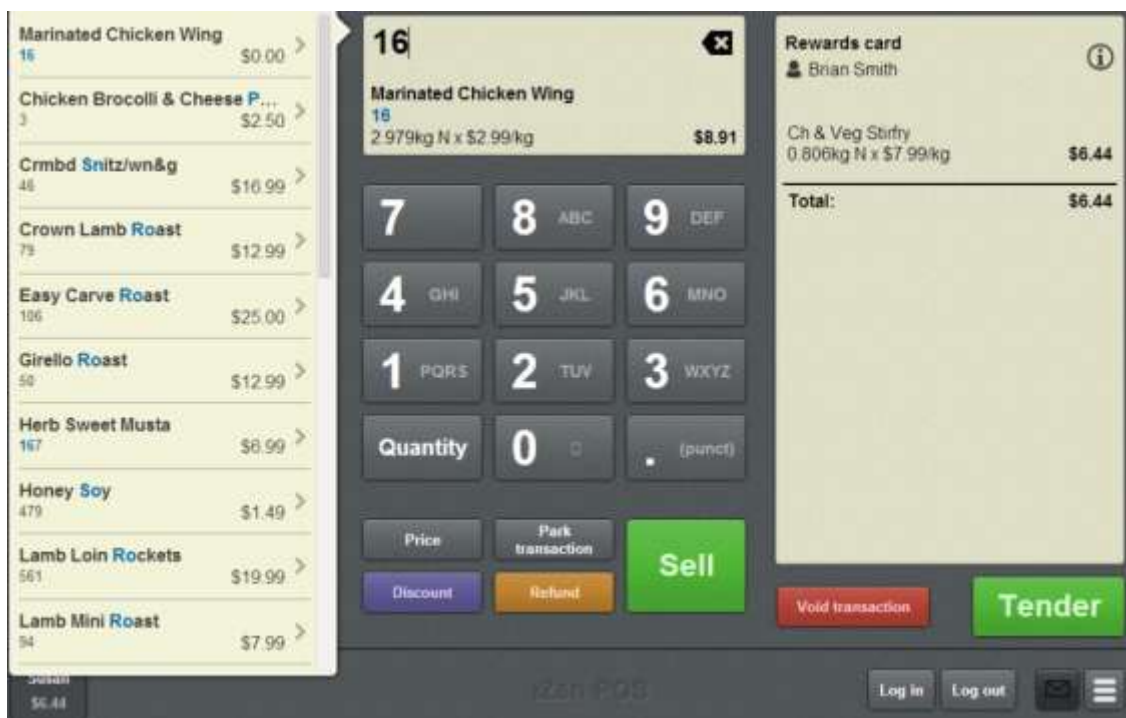 Marinated Chicken Wing
16
$0.00
Chicken Brocolli & Cheese P...
3
$2.50
Crmbd Snitz/wn&g
46
$16.99
Crown Lamb Roast
79
$12.99
Easy Carve Roast
106
$25.00
Girello Roast
50
$12.99
Herb Sweet Musta
167
$6.99
Honey Soy
479
$1.49
Lamb Loin Rockets
561
$19.99
Lamb Mini Roast
94
$7.99
Susan
$6.44
16
Marinated Chicken Wing
16
2.979kg N x $2.99/kg $8.91
7
8 ABC
9 DEF
4 GHI
5 JKL
6 MNO
1 PQRS
2 TUV
3 WXYZ
Quantity
0
. (punct)
Price
Park
transaction
Sell
Discount
Refund
Rewards card
Brian Smith
Ch & Veg Stirfry
0.806kg N x $7.99/kg $6.44
Total: $6.44
Void transaction
Tender
POS
Log in
Log out